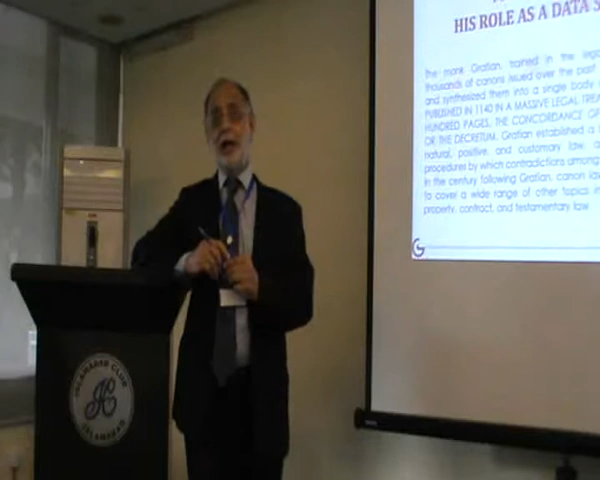 HIS ROLE AS A DATA S
The monk Gratian, trained in the lega
thousands of canons issued over the past
and synthesized them into a single body
PUBLISHED IN 1140 IN A MASSIVE LEGAL TREA
HUNDRED PAGES, THE CONCORDANCE OF
OR THE DECRETUM. Gratian established a
natural, positive, and customary law, a
procedures by which contradictions among
In the century following Gratian, canon law
to cover a wide range of other topics in
property, contract, and testamentary law.
ISLAMABAD CLUB
ISLAMABAD